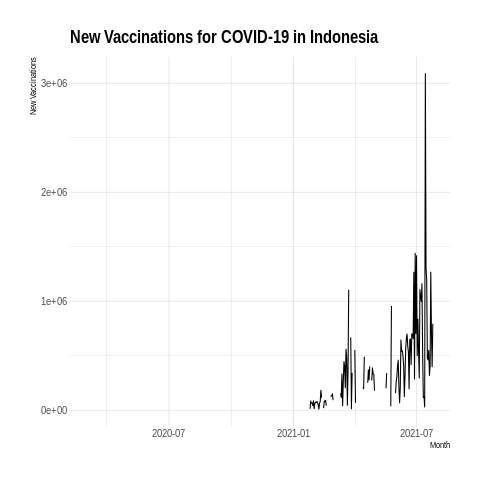 New Vaccinations for COVID-19 in Indonesia
New Vaccinations
3e+06
2e+06
1e+06
0e+00
2020-07
2021-01
2021-07
Month